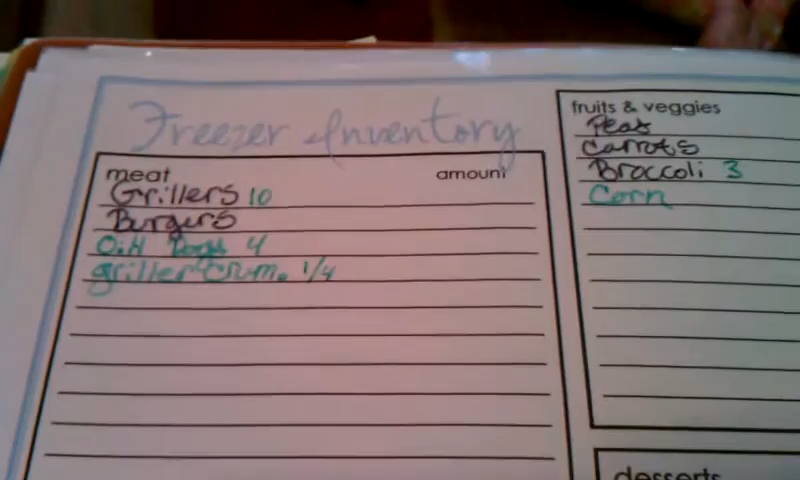 Freezer Inventory
meat amount
Grillers 10
Burgers
O.H Dogs 4
griller Crum. 1/4
fruits & veggies
Peas
Carrots
Broccoli 3
Corn
desserts